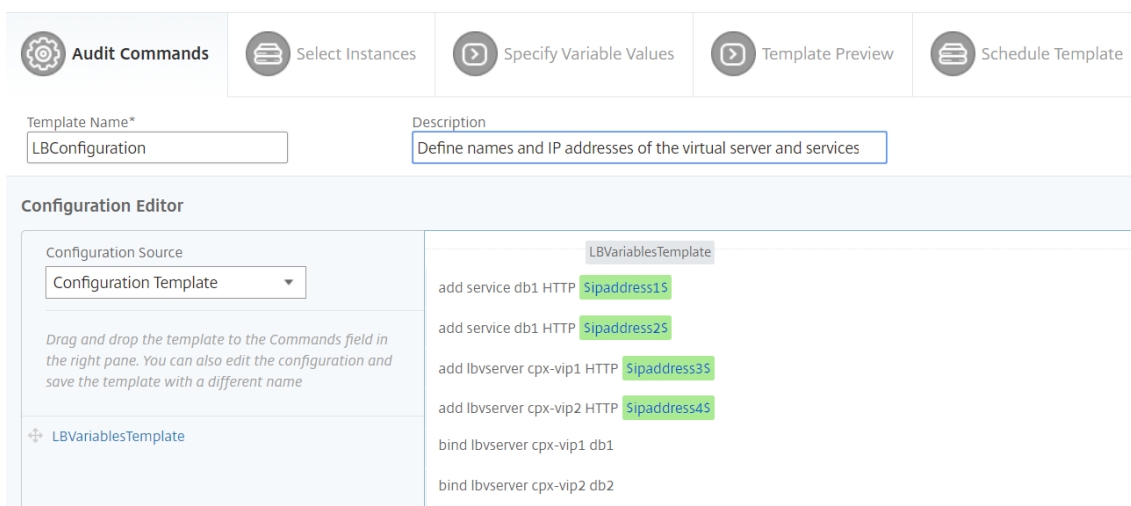 Audit Commands
Select Instances
Specify Variable Values
Template Preview
Schedule Template
Template Name*
Description
LBConfiguration
Define names and IP addresses of the virtual server and services
Configuration Editor
Configuration Source
Configuration Template
Drag and drop the template to the Commands field in
the right pane. You can also edit the configuration and
save the template with a different name
LBVariablesTemplate
LBVariablesTemplate
add service db1 HTTP $ipaddress1$
add service db1 HTTP $ipaddress2$
add lbvserver cpx-vip1 HTTP $ipaddress3$
add lbvserver cpx-vip2 HTTP $ipaddress4$
bind lbvserver cpx-vip1 db1
bind lbvserver cpx-vip2 db2